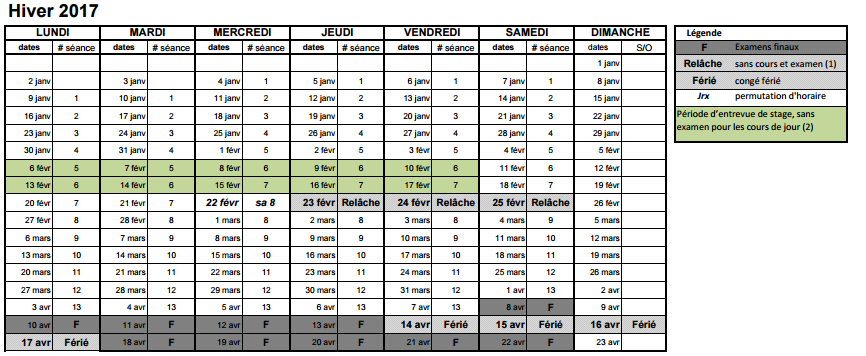 Hiver 2017
LUNDI MARDI MERCREDI JEUDI VENDREDI SAMEDI DIMANCHE
dates # séance dates # séance dates # séance dates # séance dates # séance dates # séance dates S/O
1 janv
2 janv 3 janv 4 janv 1 5 janv 1 6 janv 1 7 janv 1 8 janv
9 janv 1 10 janv 1 11 janv 2 12 janv 2 13 janv 2 14 janv 2 15 janv
16 janv 2 17 janv 2 18 janv 3 19 janv 3 20 janv 3 21 janv 3 22 janv
23 janv 3 24 janv 3 25 janv 4 26 janv 4 27 janv 4 28 janv 4 29 janv
30 janv 4 31 janv 4 1 févr 5 2 févr 5 3 févr 5 4 févr 5 5 févr
6 févr 5 7 févr 5 8 févr 6 9 févr 6 10 févr 6 11 févr 6 12 févr
13 févr 6 14 févr 6 15 févr 7 16 févr 7 17 févr 7 18 févr 7 19 févr
20 févr 7 21 févr 7 22 févr sa 8 23 févr Relâche 24 févr Relâche 25 févr Relâche 26 févr
27 févr 8 28 févr 8 1 mars 8 2 mars 8 3 mars 8 4 mars 9 5 mars
6 mars 9 7 mars 9 8 mars 9 9 mars 9 10 mars 9 11 mars 10 12 mars
13 mars 10 14 mars 10 15 mars 10 16 mars 10 17 mars 10 18 mars 11 19 mars
20 mars 11 21 mars 11 22 mars 11 23 mars 11 24 mars 11 25 mars 12 26 mars
27 mars 12 28 mars 12 29 mars 12 30 mars 12 31 mars 12 1 avr 13 2 avr
3 avr 13 4 avr 13 5 avr 13 6 avr 13 7 avr 13 8 avr F 9 avr
10 avr F 11 avr F 12 avr F 13 avr F 14 avr Férié 15 avr Férié 16 avr Férié
17 avr Férié 18 avr F 19 avr F 20 avr F 21 avr F 22 avr F 23 avr
Légende
F Examens finaux
Relâche sans cours et examen (1)
Férié congé férié
Jrx permutation d'horaire
Période d'entrevue de stage, sans
examen pour les cours de jour (2)